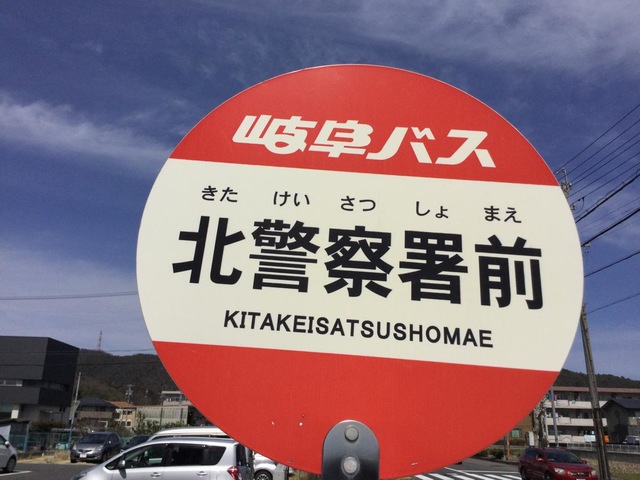 岐阜バス
きた けい さつ しょ まえ
北警察署前
KITAKEISATSUSHOMAE